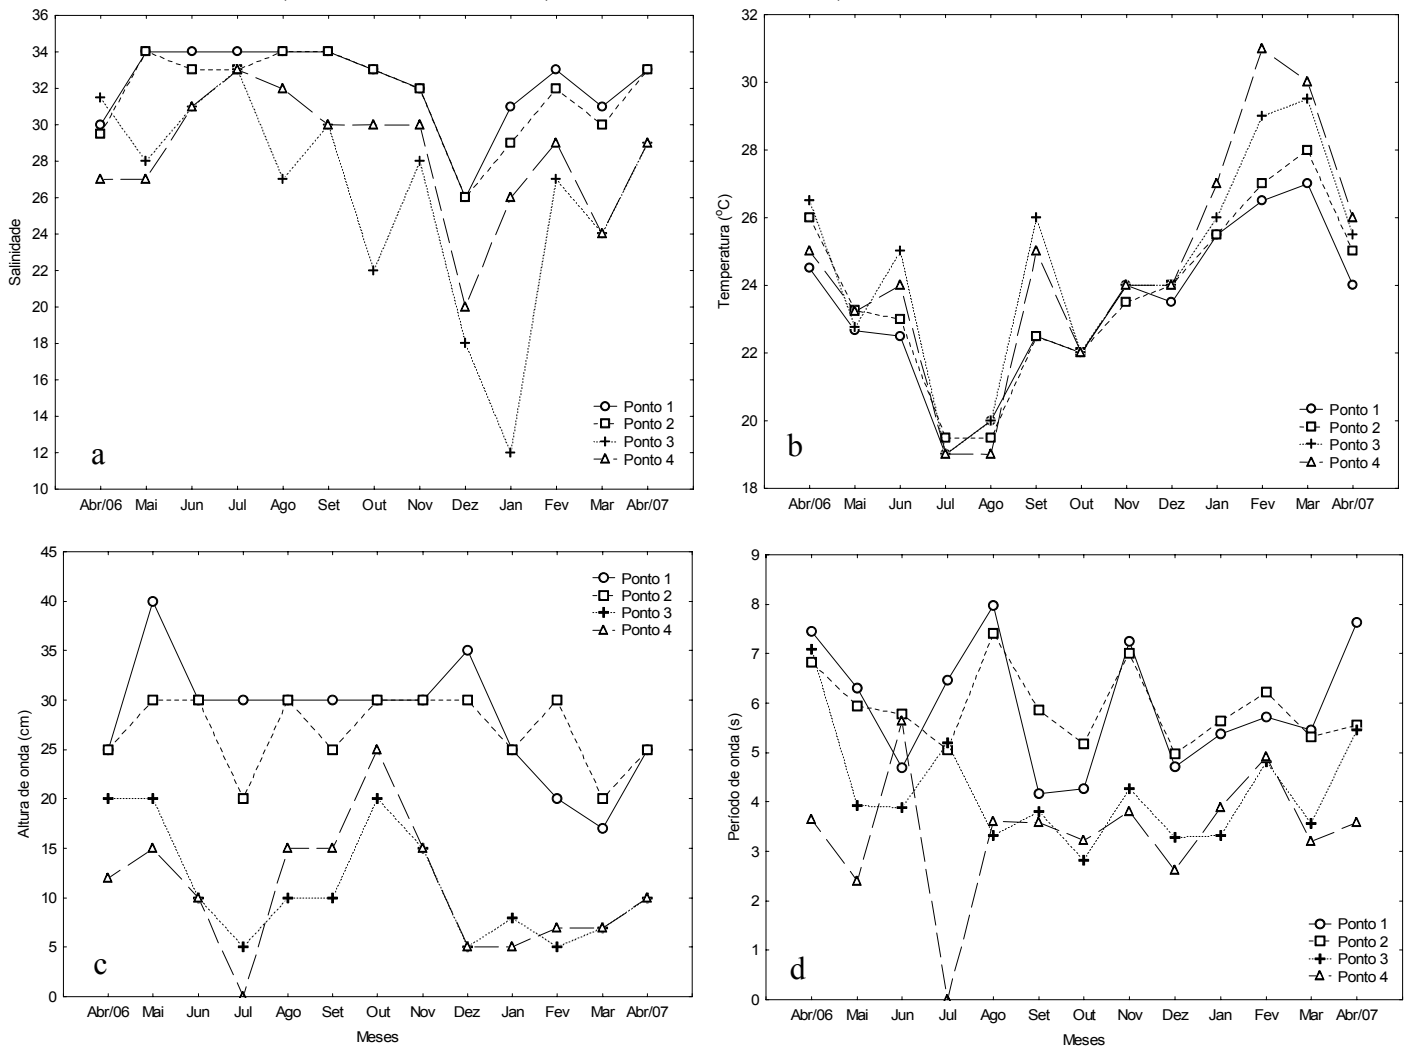 36
34
32
30
28
26
24
22
20
18
16
14
12
10
Salinidade
a
Ponto 1
Ponto 2
Ponto 3
Ponto 4
Abr/06 Mai Jun Jul Ago Set Out Nov Dez Jan Fev Mar Abr/07
32
30
28
26
24
22
20
18
Temperatura (°C)
b
Ponto 1
Ponto 2
Ponto 3
Ponto 4
Abr/06 Mai Jun Jul Ago Set Out Nov Dez Jan Fev Mar Abr/07
45
40
35
30
25
20
15
10
5
0
Altura de onda (cm)
Ponto 1
Ponto 2
Ponto 3
Ponto 4
c
Abr/06 Mai Jun Jul Ago Set Out Nov Dez Jan Fev Mar Abr/07
Meses
9
8
7
6
5
4
3
2
1
0
Período de onda (s)
d
Ponto 1
Ponto 2
Ponto 3
Ponto 4
Abr/06 Mai Jun Jul Ago Set Out Nov Dez Jan Fev Mar Abr/07
Meses